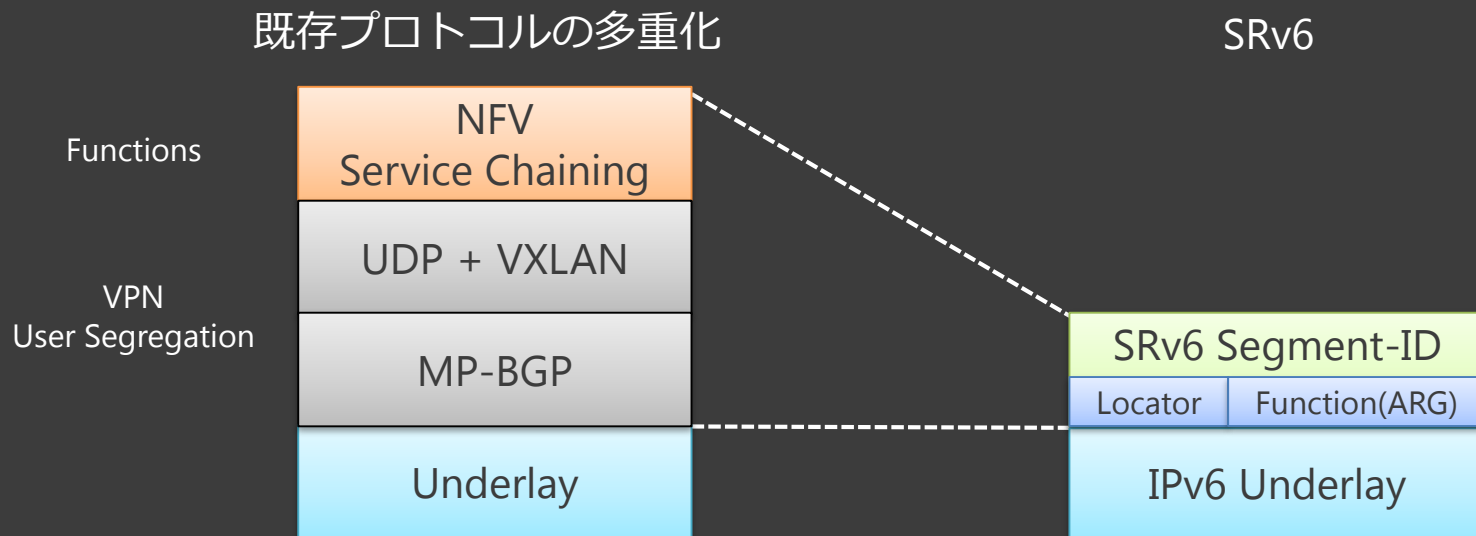 既存プロトコルの多重化
SRv6
Functions
NFV
Service Chaining
VPN
User Segregation
UDP + VXLAN
MP-BGP
Underlay
SRv6 Segment-ID
Locator
Function(ARG)
IPv6 Underlay